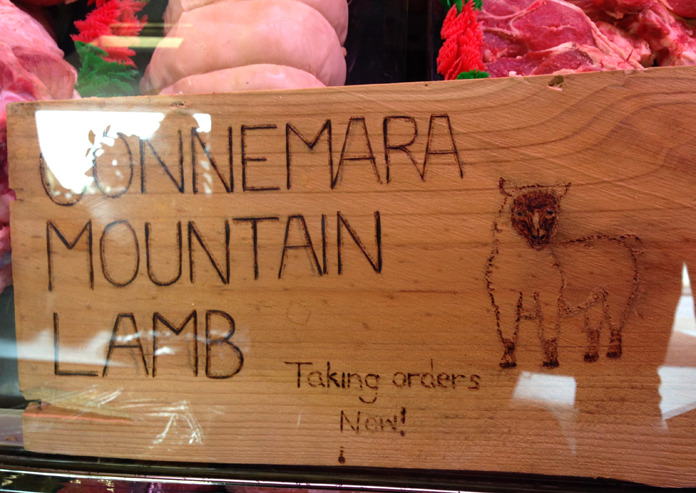 CONNEMARA
MOUNTAIN
LAMB
Taking orders
Now!